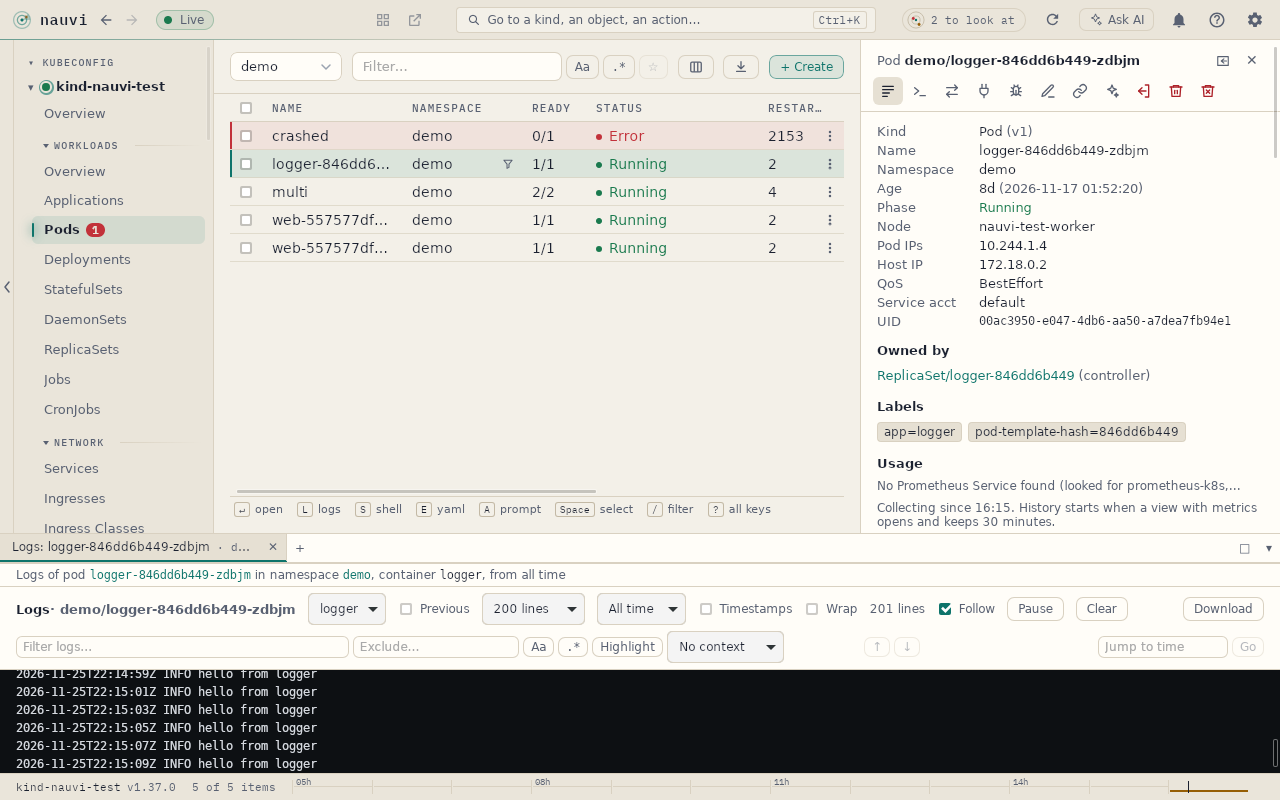 nauvi
Live
Go to a kind, an object, an action…
Ctrl+K
2 to look at
Ask AI
KUBECONFIG
kind-nauvi-test
Overview
WORKLOADS
Overview
Applications
Pods 1
Deployments
StatefulSets
DaemonSets
ReplicaSets
Jobs
CronJobs
NETWORK
Services
Ingresses
Ingress Classes
demo
Filter...
Aa
.*
+ Create
NAME NAMESPACE READY STATUS RESTAR…
crashed demo 0/1 Error 2153
logger-846dd6… demo 1/1 Running 2
multi demo 2/2 Running 4
web-557577df… demo 1/1 Running 2
web-557577df… demo 1/1 Running 2
↵ open L logs S shell E yaml A prompt Space select / filter ? all keys
Pod demo/logger-846dd6b449-zdbjm
Kind Pod (v1)
Name logger-846dd6b449-zdbjm
Namespace demo
Age 8d (2026-11-17 01:52:20)
Phase Running
Node nauvi-test-worker
Pod IPs 10.244.1.4
Host IP 172.18.0.2
QoS BestEffort
Service acct default
UID 00ac3950-e047-4db6-aa50-a7dea7fb94e1
Owned by
ReplicaSet/logger-846dd6b449 (controller)
Labels
app=logger pod-template-hash=846dd6b449
Usage
No Prometheus Service found (looked for prometheus-k8s,…
Collecting since 16:15. History starts when a view with metrics
opens and keeps 30 minutes.
Logs: logger-846dd6b449-zdbjm · d… ✕ +
Logs of pod logger-846dd6b449-zdbjm in namespace demo, container logger, from all time
Logs· demo/logger-846dd6b449-zdbjm logger Previous 200 lines All time Timestamps Wrap 201 lines Follow Pause Clear Download
Filter logs... Exclude... Aa .* Highlight No context ↑ ↓ Jump to time Go
2026-11-25T22:14:59Z INFO hello from logger
2026-11-25T22:15:01Z INFO hello from logger
2026-11-25T22:15:03Z INFO hello from logger
2026-11-25T22:15:05Z INFO hello from logger
2026-11-25T22:15:07Z INFO hello from logger
2026-11-25T22:15:09Z INFO hello from logger
kind-nauvi-test v1.37.0 5 of 5 items 05h 08h 11h 14h